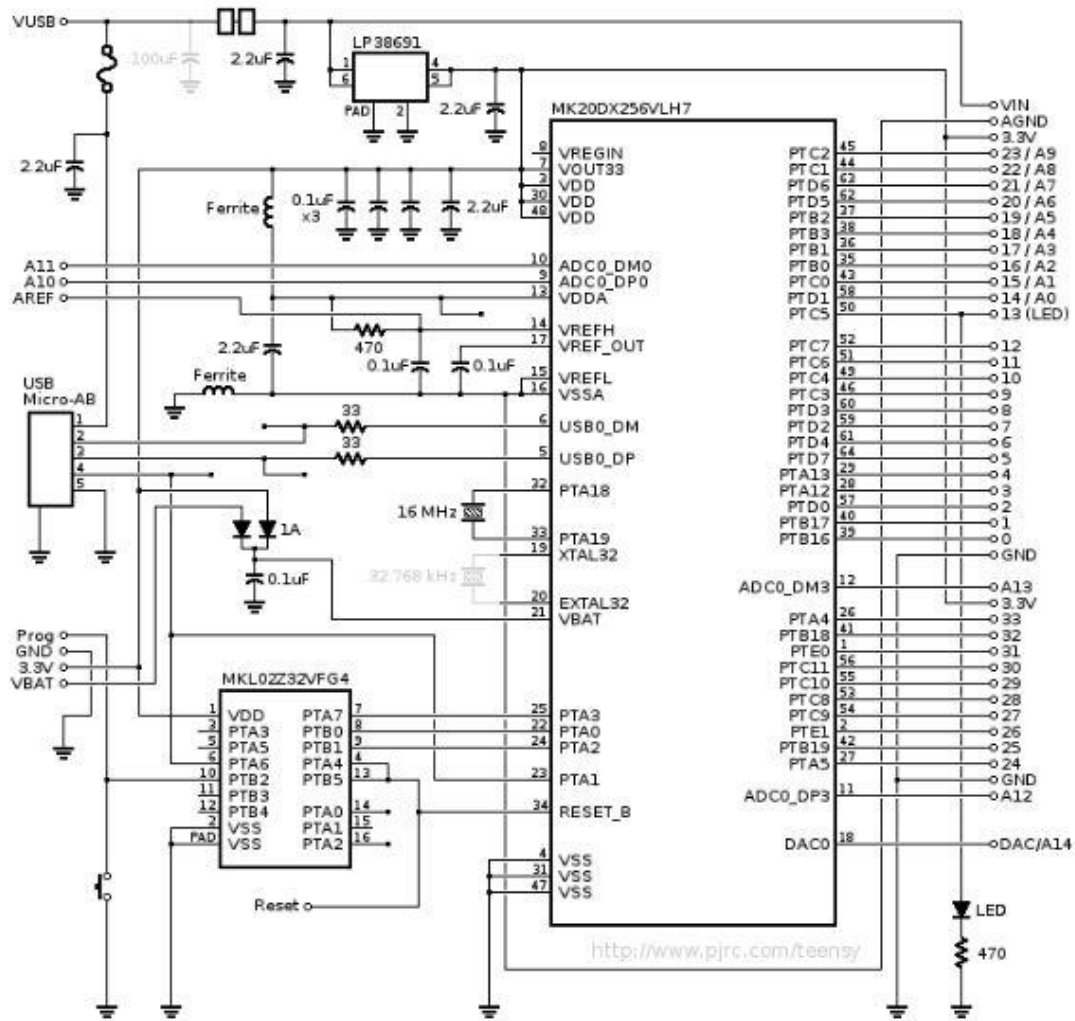 VUSB
100uF
2.2uF
LP38691
1
6
4
5
PAD
2
2.2uF
2.2uF
MK20DX256VLH7
VIN
AGND
3.3V
8 VREGIN
7 VOUT33
3 VDD
30 VDD
48 VDD
Ferrite
0.1uF
x3
2.2uF
A11
A10
AREF
10 ADC0_DM0
9 ADC0_DP0
13 VDDA
14 VREFH
17 VREF_OUT
15 VREFL
16 VSSA
470
2.2uF
0.1uF
0.1uF
Ferrite
USB
Micro-AB
1
2
3
4
5
33
33
6 USB0_DM
5 USB0_DP
32 PTA18
16 MHz
33 PTA19
19 XTAL32
32.768 kHz
20 EXTAL32
21 VBAT
1A
0.1uF
Prog
GND
3.3V
VBAT
MKL02Z32VFG4
1 VDD PTA7 7
3 PTA3 PTB0 8
5 PTA5 PTB1 9
6 PTA6 PTA4 4
10 PTB2 PTB5 13
11 PTB3
12 PTB4 PTA0 14
2 VSS PTA1 15
PAD VSS PTA2 16
Reset
25 PTA3
22 PTA0
24 PTA2
23 PTA1
34 RESET_B
4 VSS
31 VSS
47 VSS
PTC2 45 23 / A9
PTC1 44 22 / A8
PTD6 63 21 / A7
PTD5 62 20 / A6
PTB2 37 19 / A5
PTB3 38 18 / A4
PTB1 36 17 / A3
PTB0 35 16 / A2
PTC0 43 15 / A1
PTD1 58 14 / A0
PTC5 50 13 (LED)
PTC7 52 12
PTC6 51 11
PTC4 49 10
PTC3 46 9
PTD3 60 8
PTD2 59 7
PTD4 61 6
PTD7 64 5
PTA13 29 4
PTA12 28 3
PTD0 57 2
PTB17 40 1
PTB16 39 0
GND
ADC0_DM3 12 A13
3.3V
PTA4 26 33
PTB18 41 32
PTE0 1 31
PTC11 56 30
PTC10 55 29
PTC8 53 28
PTC9 54 27
PTE1 2 26
PTB19 42 25
PTA5 27 24
GND
ADC0_DP3 11 A12
DAC0 18 DAC/A14
LED
470
http://www.pjrc.com/teensy